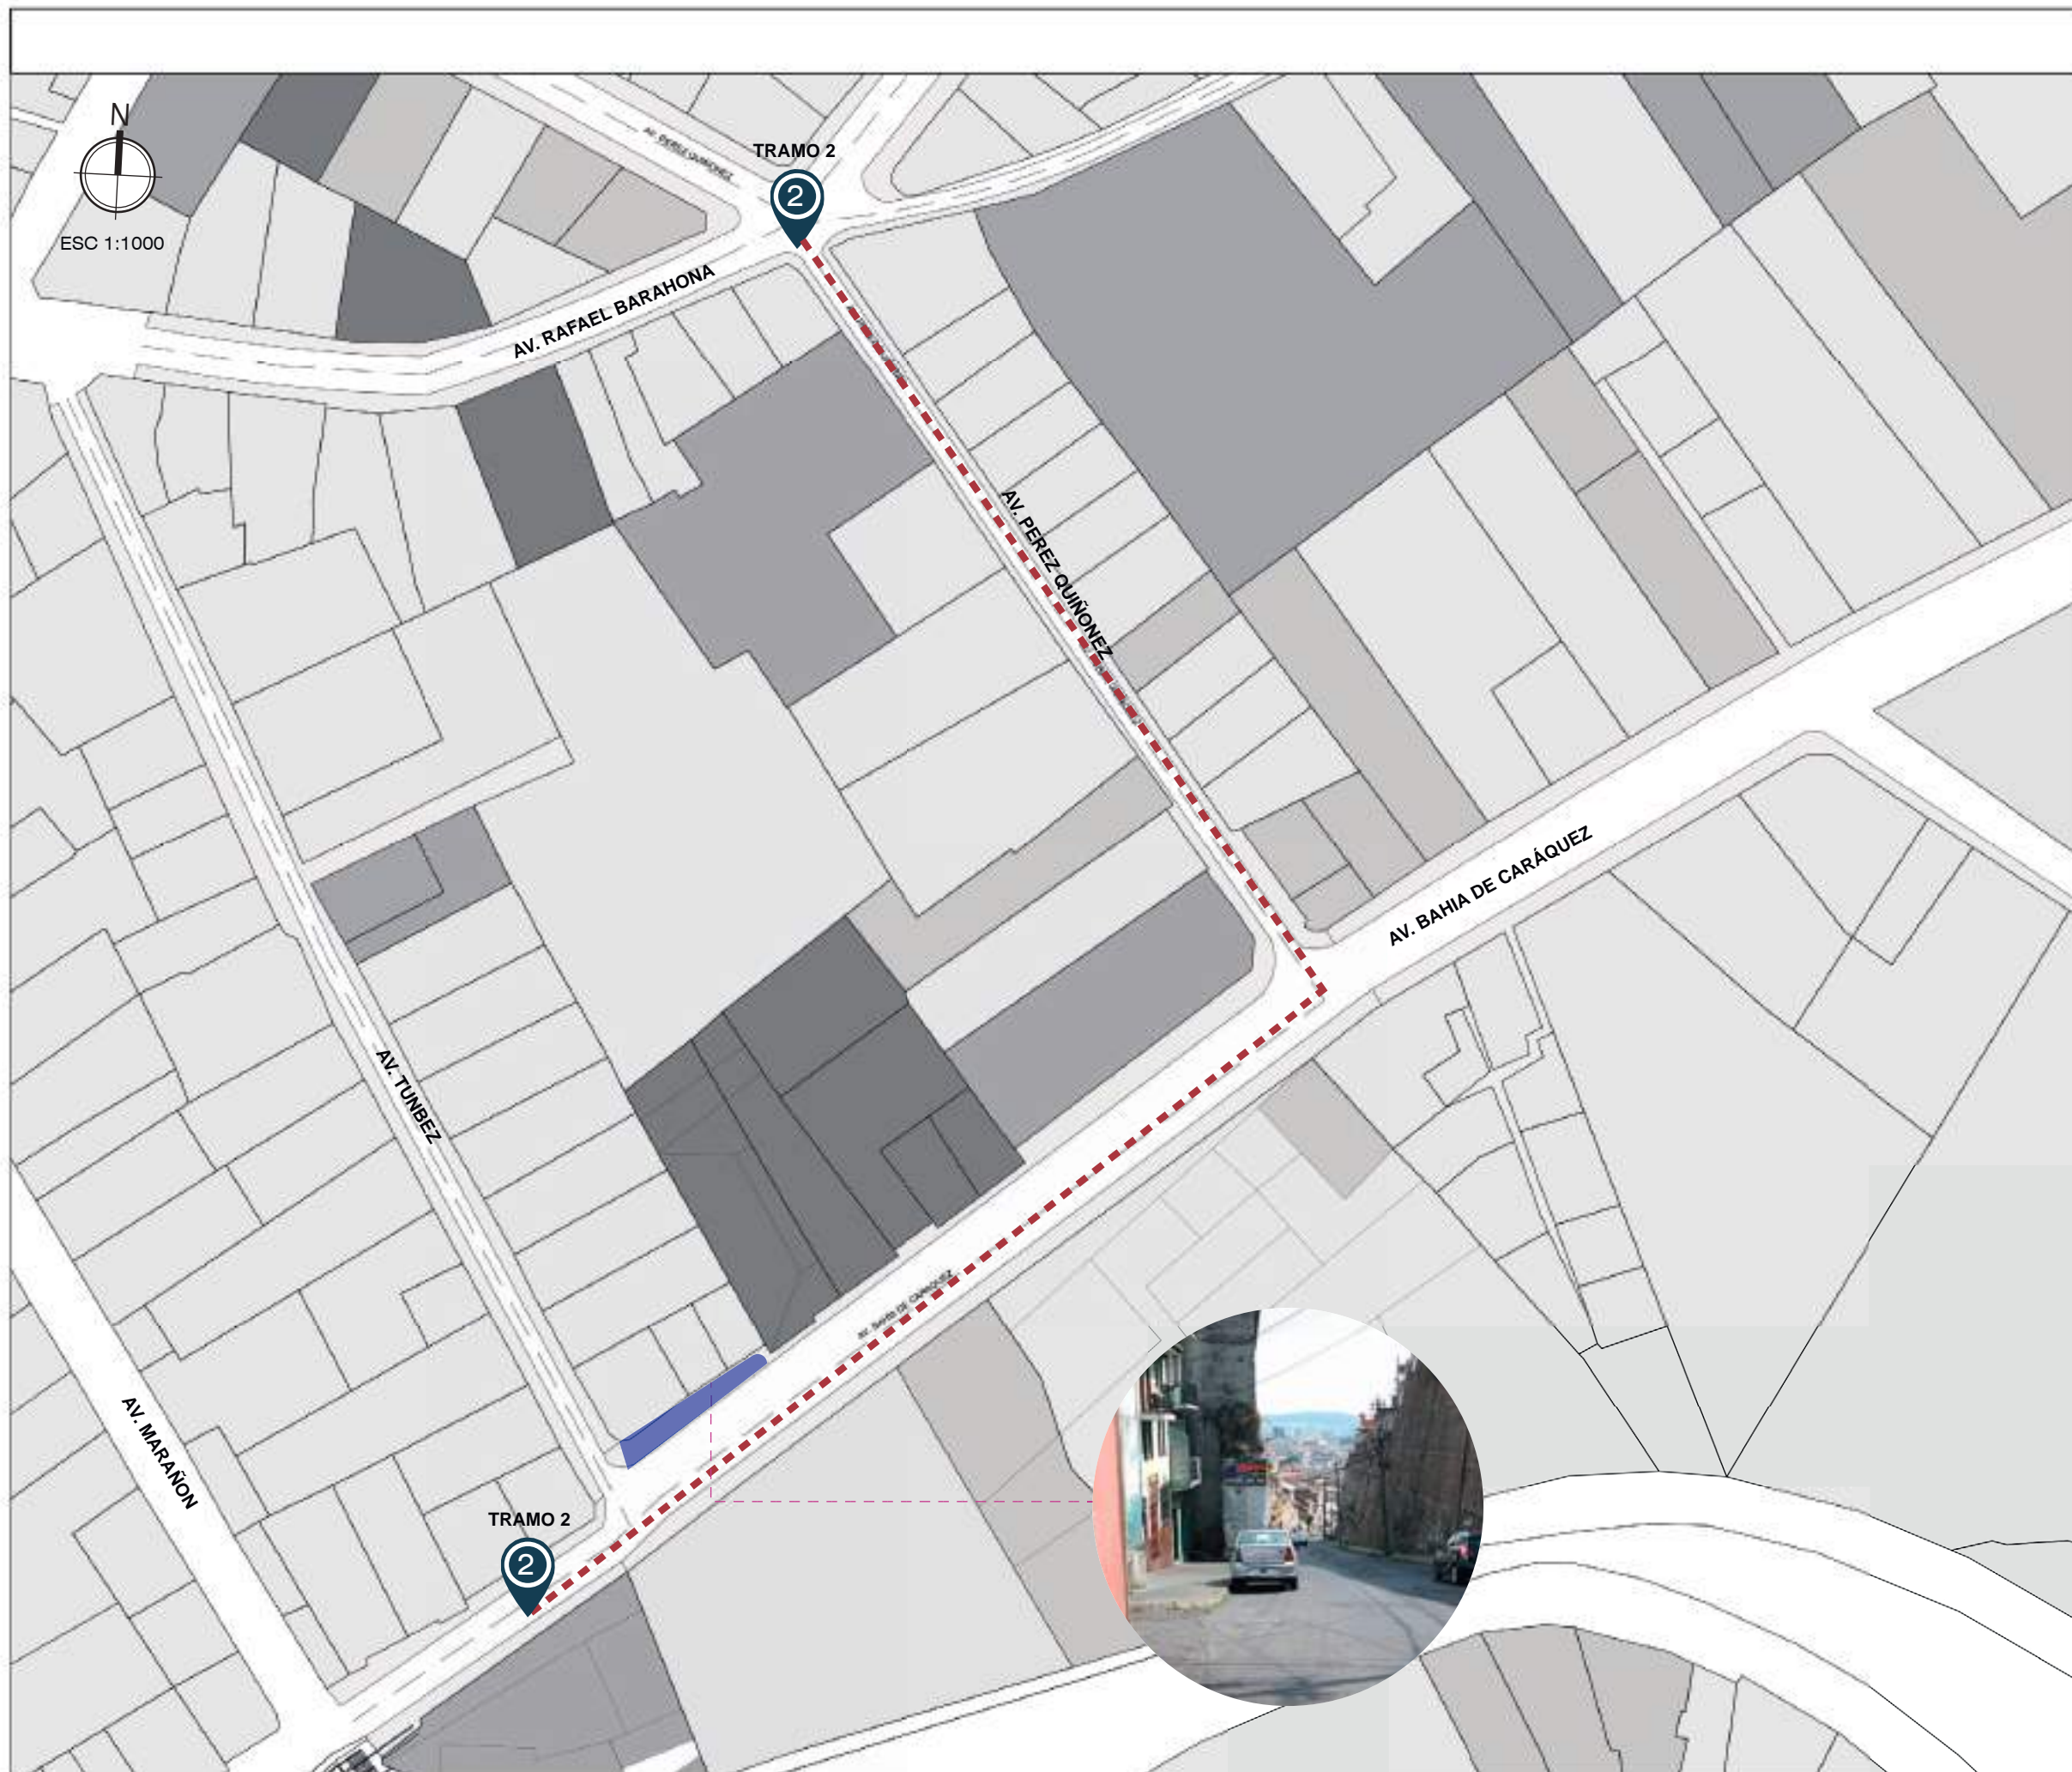 N
ESC 1:1000
TRAMO 2
2
AV. RAFAEL BARAHONA
AV. PEREZ QUIÑONEZ
AV. BAHIA DE CARÁQUEZ
AV. TUNBEZ
AV. MARAÑON
TRAMO 2
2